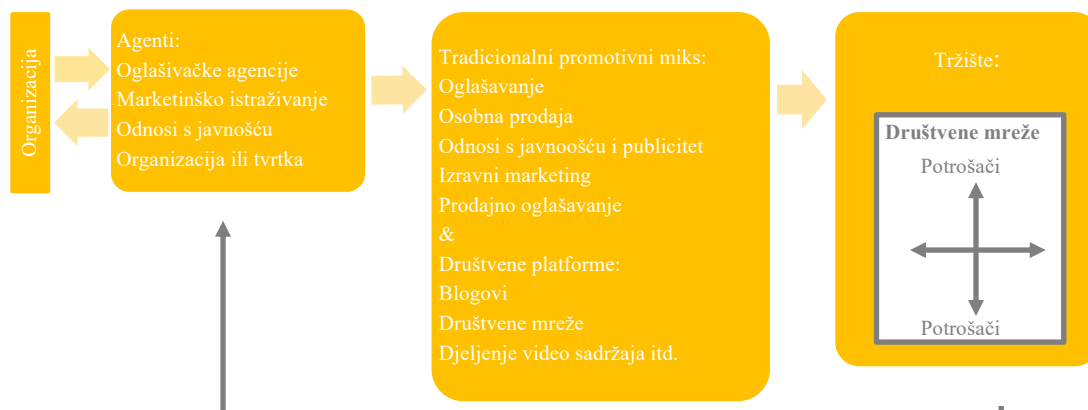 Organizacija
Agenti:
Oglašivačke agencije
Marketinško istraživanje
Odnosi s javnošću
Organizacija ili tvrtka
Tradicionalni promotivni miks:
Oglašavanje
Osobna prodaja
Odnosi s javnoošću i publicitet
Izravni marketing
Prodajno oglašavanje
&
Društvene platforme:
Blogovi
Društvene mreže
Djeljenje video sadržaja itd.
Tržište:
Društvene mreže
Potrošači
Potrošači